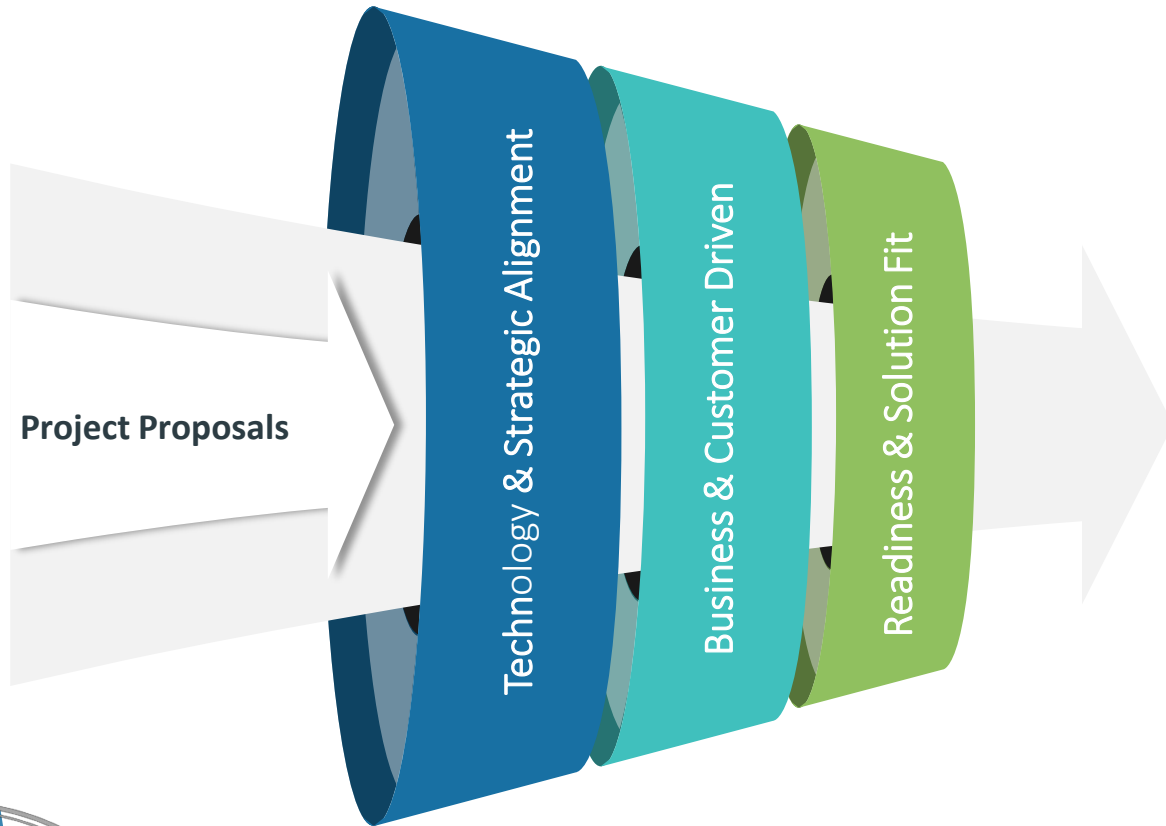 Project Proposals
Technology & Strategic Alignment
Business & Customer Driven
Readiness & Solution Fit